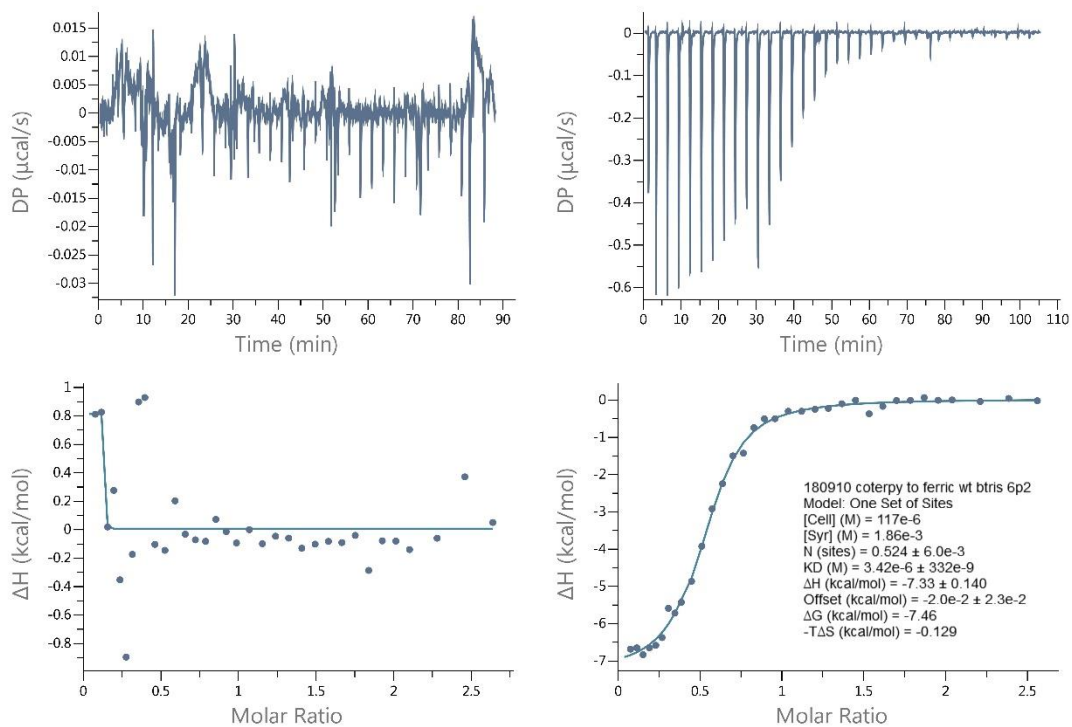 0.015
0.01
0.005
0
-0.005
-0.01
-0.015
-0.02
-0.025
-0.03
DP (µcal/s)
0 10 20 30 40 50 60 70 80 90
Time (min)
0
-0.1
-0.2
-0.3
-0.4
-0.5
-0.6
DP (µcal/s)
0 10 20 30 40 50 60 70 80 90 100 110
Time (min)
1
0.8
0.6
0.4
0.2
0
-0.2
-0.4
-0.6
-0.8
ΔH (kcal/mol)
0 0.5 1 1.5 2 2.5
Molar Ratio
0
-1
-2
-3
-4
-5
-6
-7
ΔH (kcal/mol)
180910 coterpy to ferric wt btris 6p2
Model: One Set of Sites
[Cell] (M) = 117e-6
[Syr] (M) = 1.86e-3
N (sites) = 0.524 ± 6.0e-3
KD (M) = 3.42e-6 ± 332e-9
ΔH (kcal/mol) = -7.33 ± 0.140
Offset (kcal/mol) = -2.0e-2 ± 2.3e-2
ΔG (kcal/mol) = -7.46
-TΔS (kcal/mol) = -0.129
0 0.5 1.0 1.5 2.0 2.5
Molar Ratio